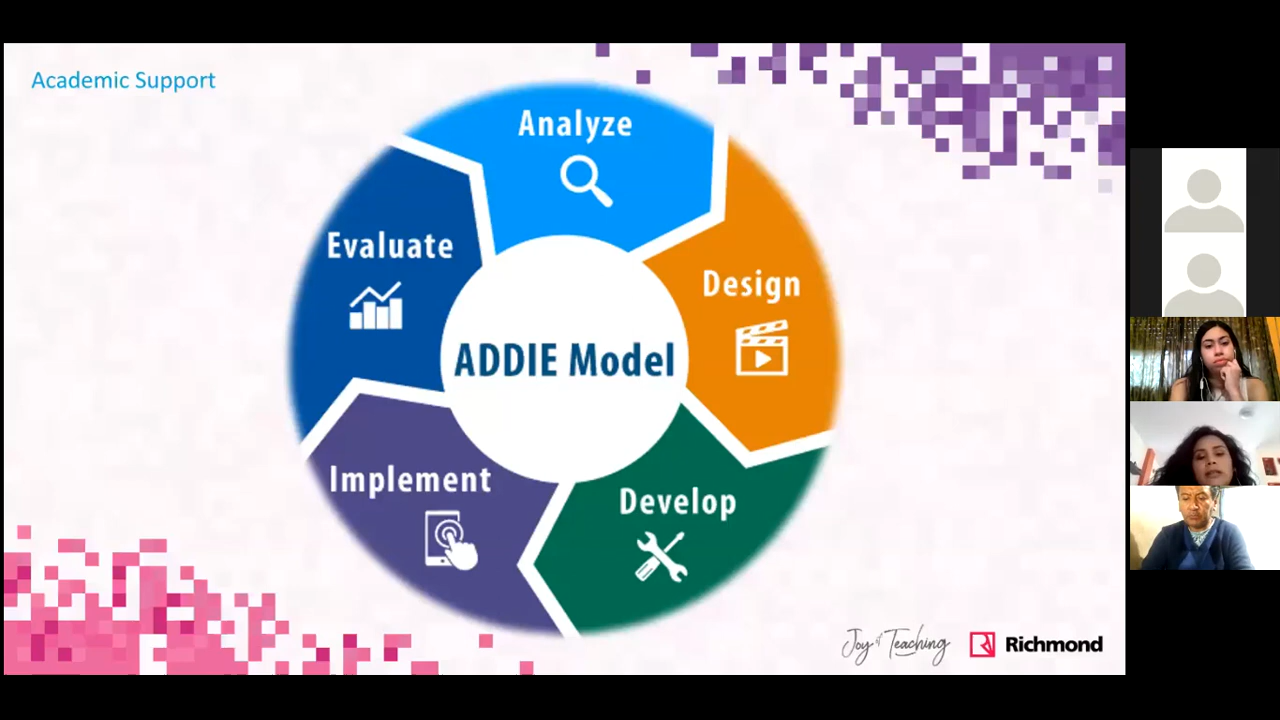 Academic Support
Analyze
Design
Develop
Implement
Evaluate
ADDIE Model
Joy of Teaching
Richmond